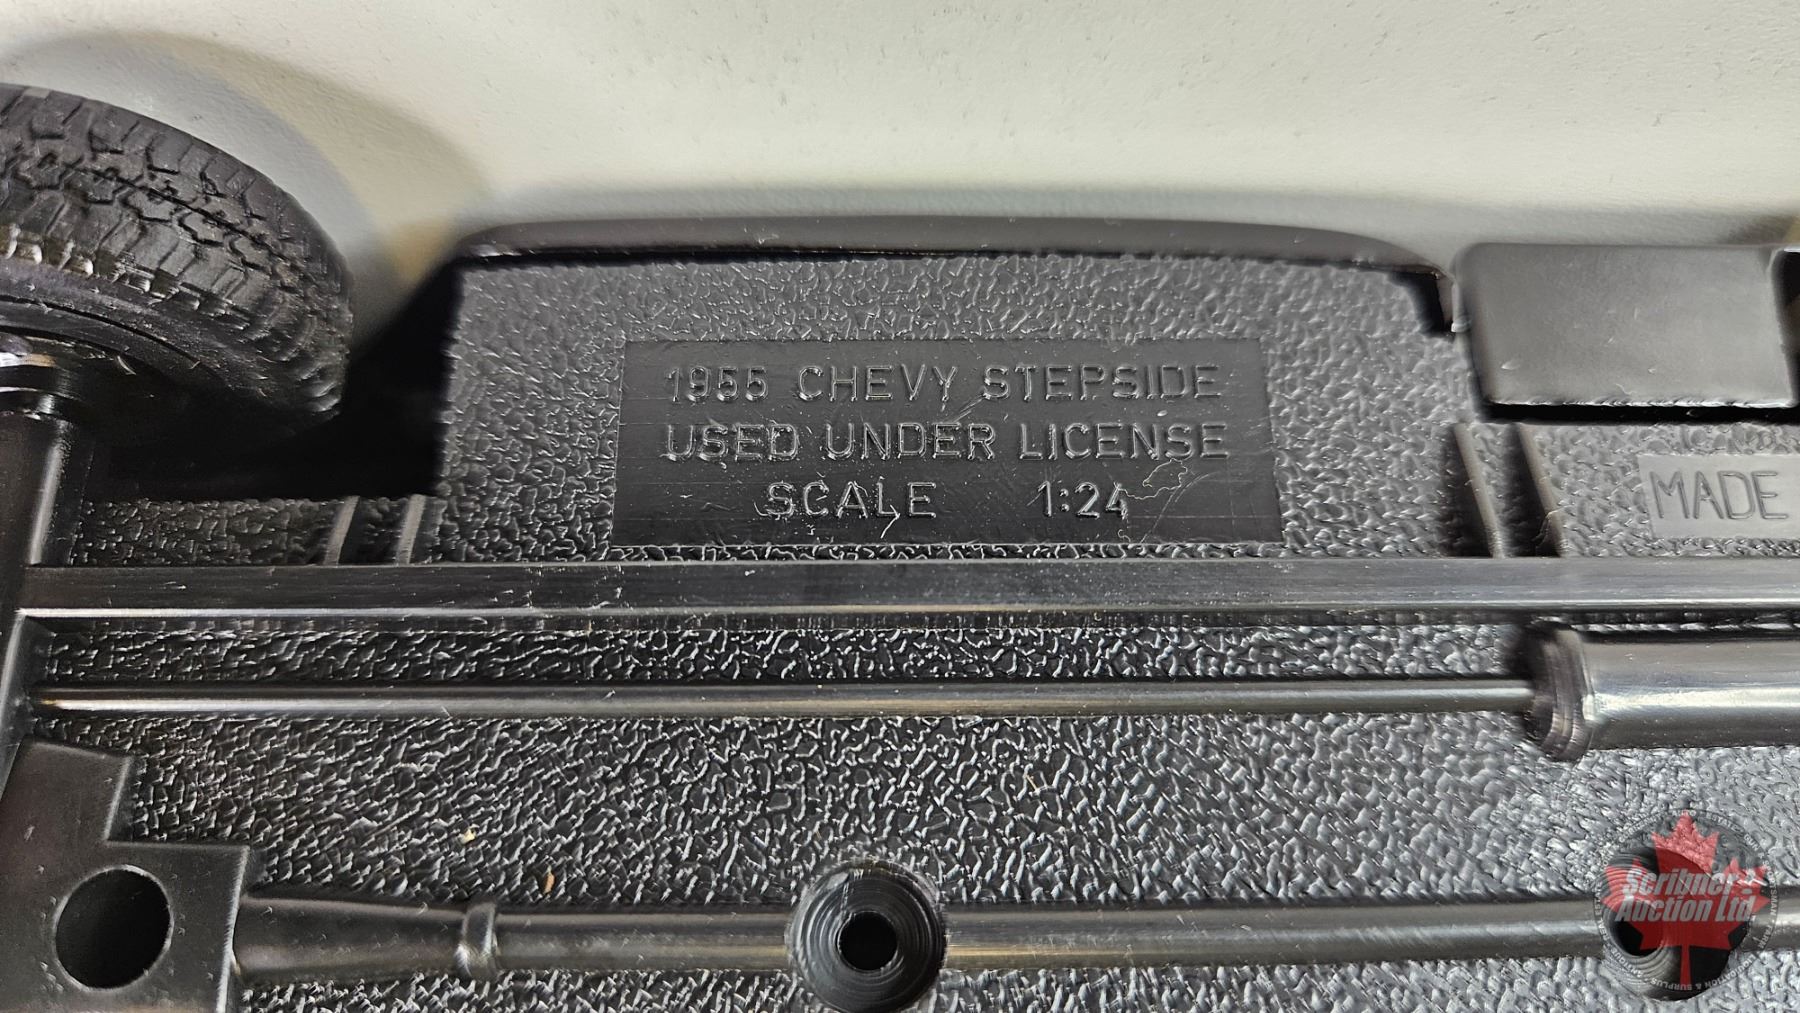 1955 CHEVY STEPSIDE
USED UNDER LICENSE
SCALE 1:24
MADE
Scribner
Auction Ltd.